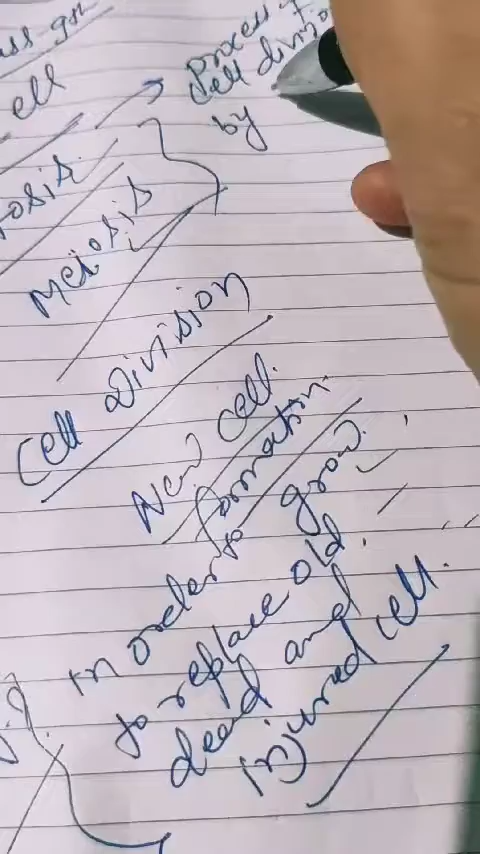 ell
Process of
Cell division
by
Meiosis
Cell Division
New Cell.
formation.
In order to grow.
to replace old.
dead and
Injured cell.